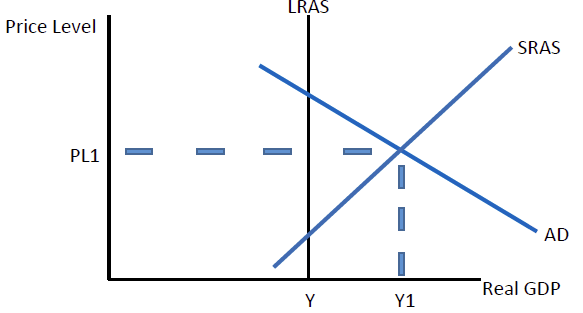 LRAS
Price Level
SRAS
PL1
AD
Real GDP
Y
Y1